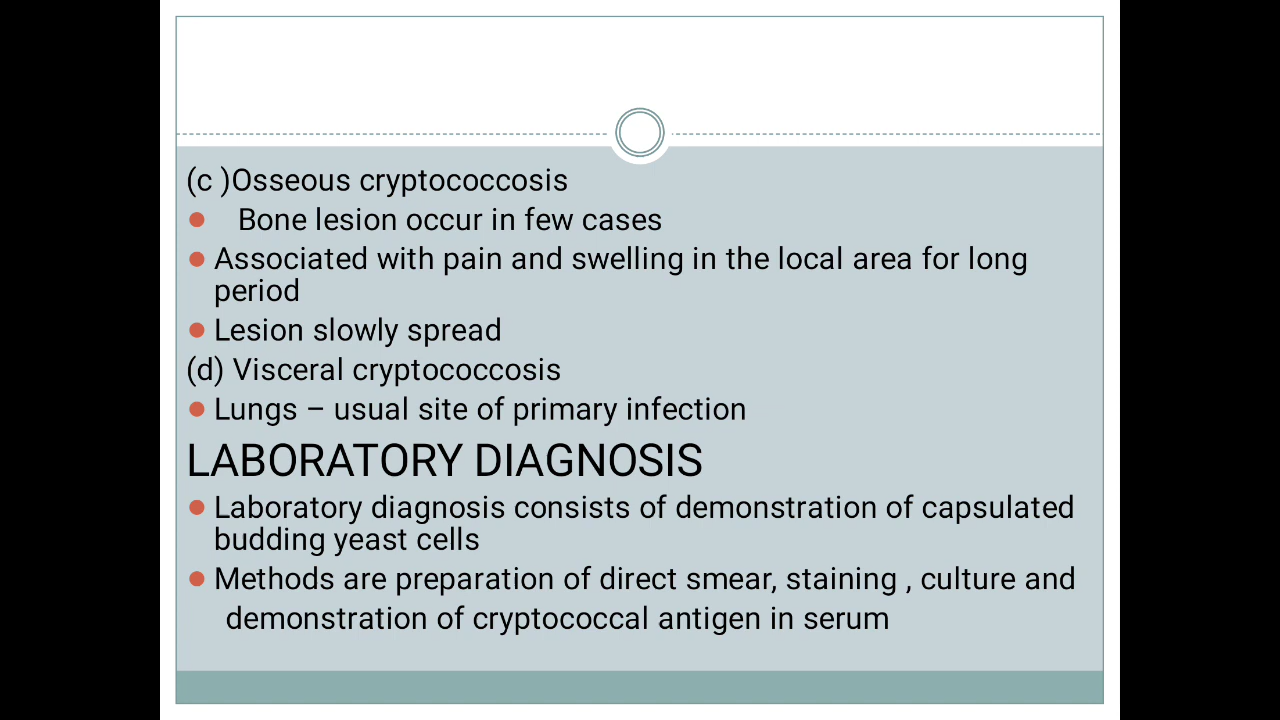 (c )Osseous cryptococcosis
Bone lesion occur in few cases
Associated with pain and swelling in the local area for long
period
Lesion slowly spread
(d) Visceral cryptococcosis
Lungs – usual site of primary infection
LABORATORY DIAGNOSIS
Laboratory diagnosis consists of demonstration of capsulated
budding yeast cells
Methods are preparation of direct smear, staining , culture and
demonstration of cryptococcal antigen in serum